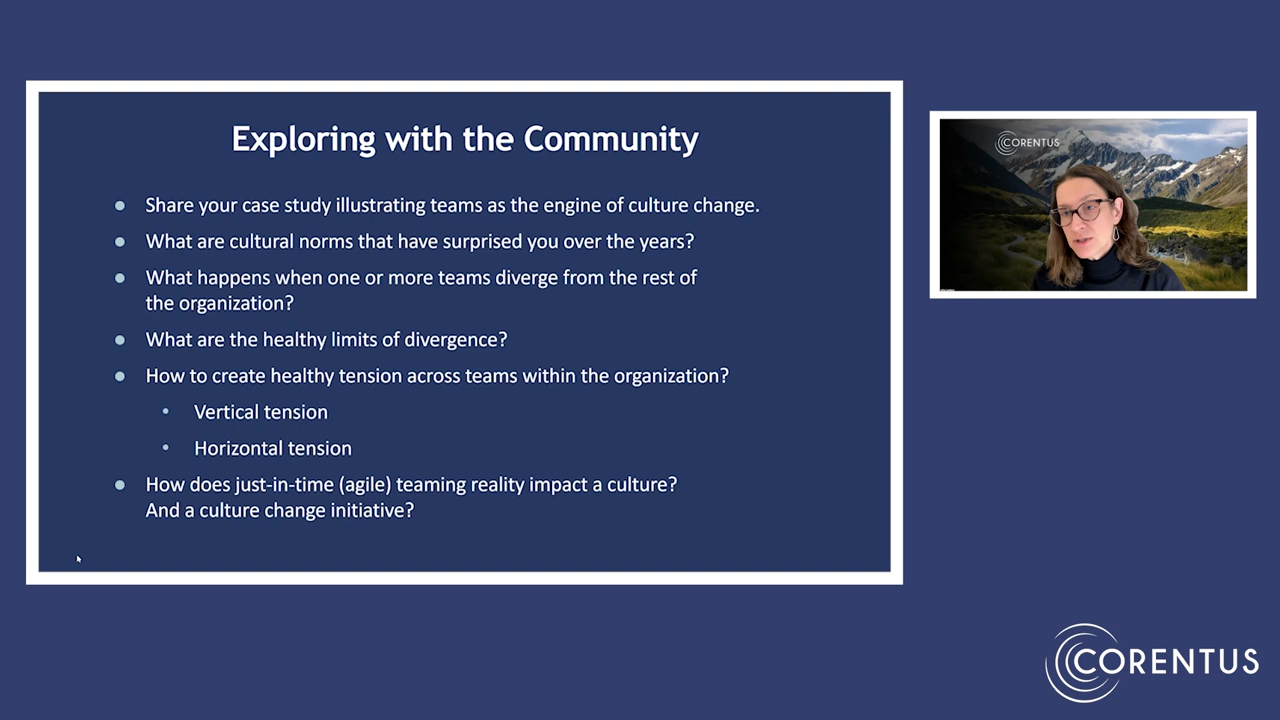 Exploring with the Community
Share your case study illustrating teams as the engine of culture change.
What are cultural norms that have surprised you over the years?
What happens when one or more teams diverge from the rest of
the organization?
What are the healthy limits of divergence?
How to create healthy tension across teams within the organization?
Vertical tension
Horizontal tension
How does just-in-time (agile) teaming reality impact a culture?
And a culture change initiative?
CORENTUS
CORENTUS